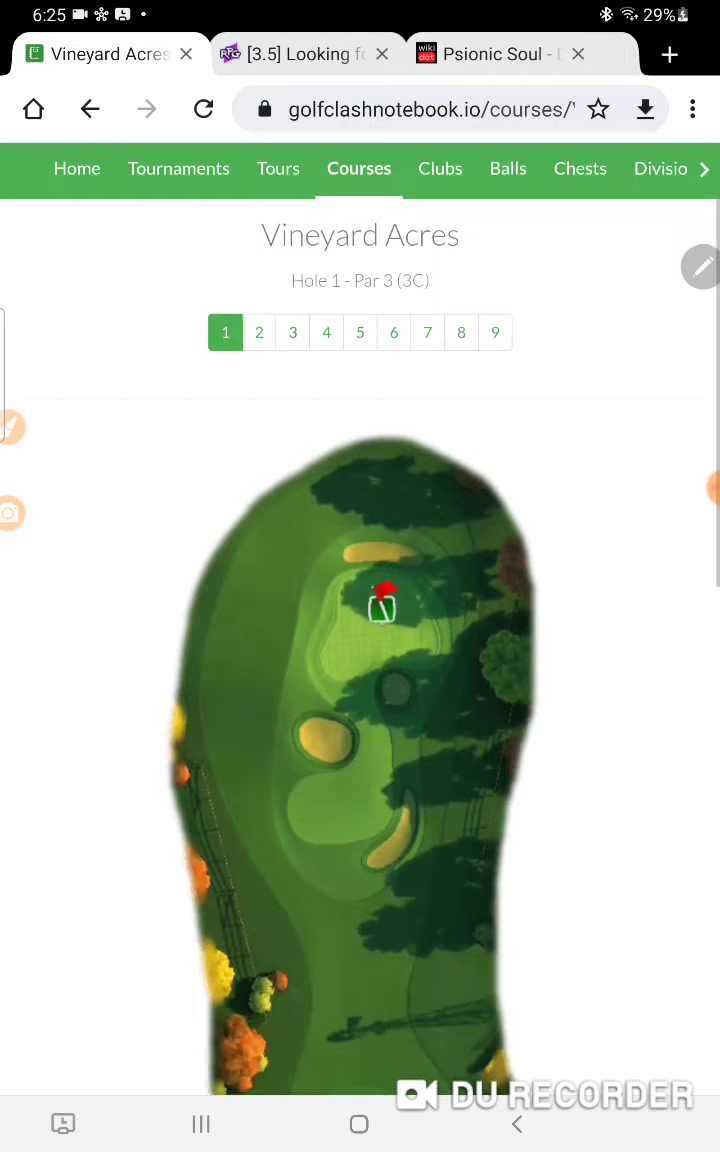 6:25 29%
Vineyard Acres [3.5] Looking fo Psionic Soul - D
golfclashnotebook.io/courses/V
Home Tournaments Tours Courses Clubs Balls Chests Divisio
Vineyard Acres
Hole 1 - Par 3 (3C)
1 2 3 4 5 6 7 8 9
DU RECORDER